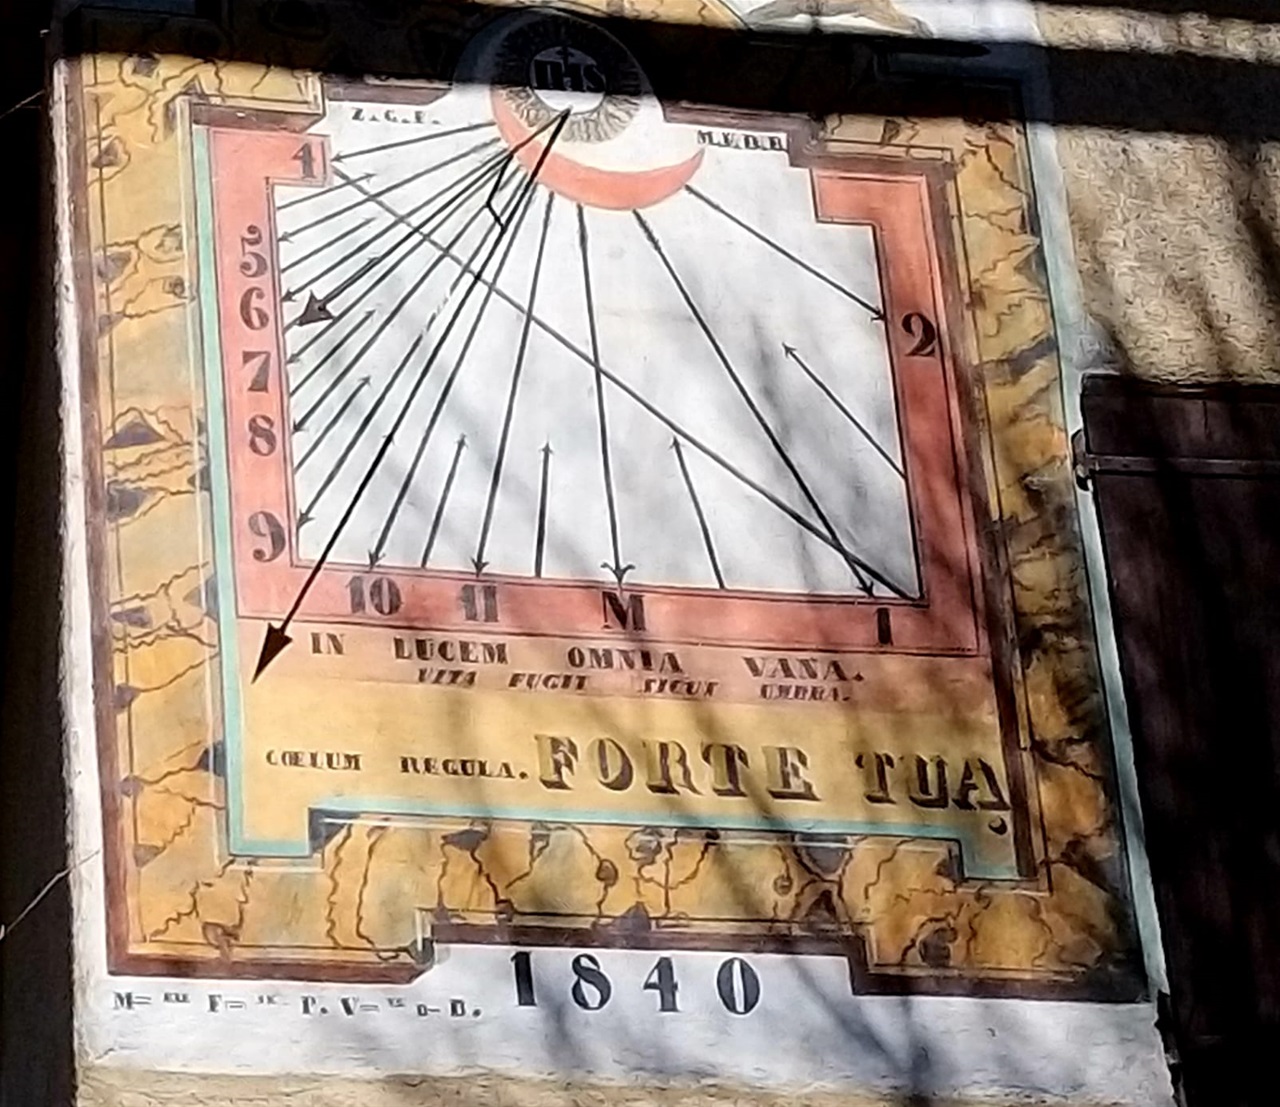 IHS
Z.G.F.
4
5
6
7
8
9
10 11 M 1
2
IN LUCEM OMNIA VANA.
VITA FUGIT SICUT UMBRA.
CŒLUM REGULA. FORTE TUA
1840